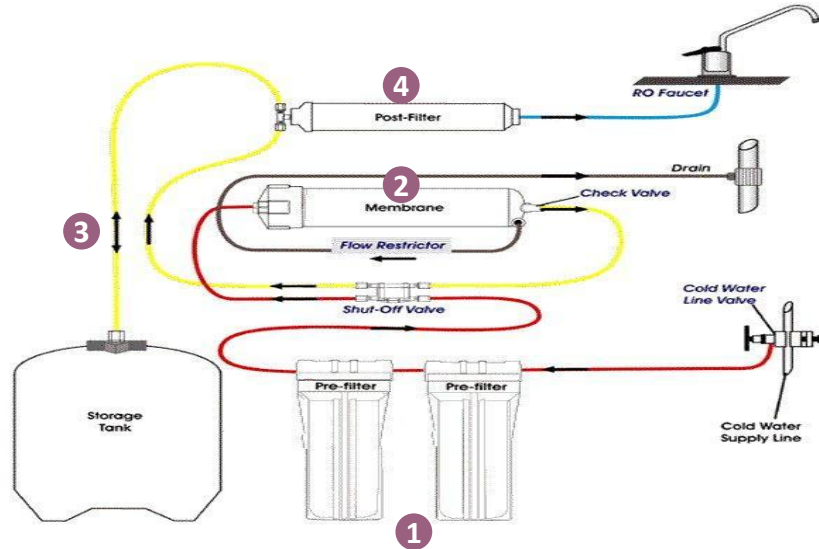 4
Post-Filter
RO Faucet
Drain
2
Membrane
Check Valve
3
Flow Restrictor
Shut-Off Valve
Cold Water
Line Valve
Pre-filter
Pre-filter
Storage
Tank
Cold Water
Supply Line
1